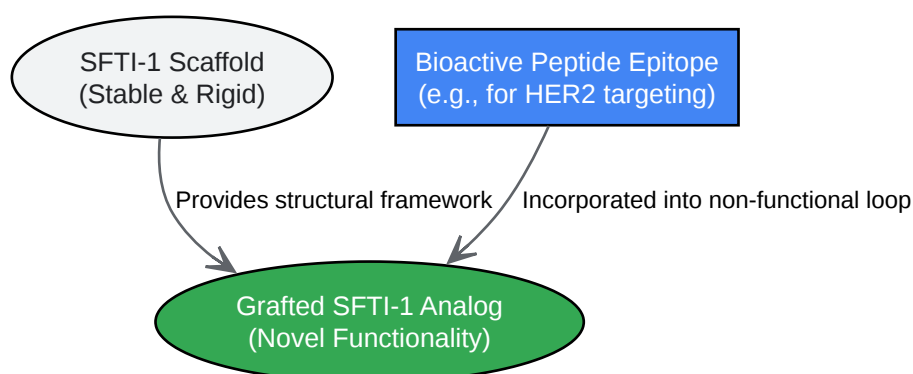 SFTI-1 Scaffold
(Stable & Rigid)
Bioactive Peptide Epitope
(e.g., for HER2 targeting)
Provides structural framework
Incorporated into non-functional loop
Grafted SFTI-1 Analog
(Novel Functionality)